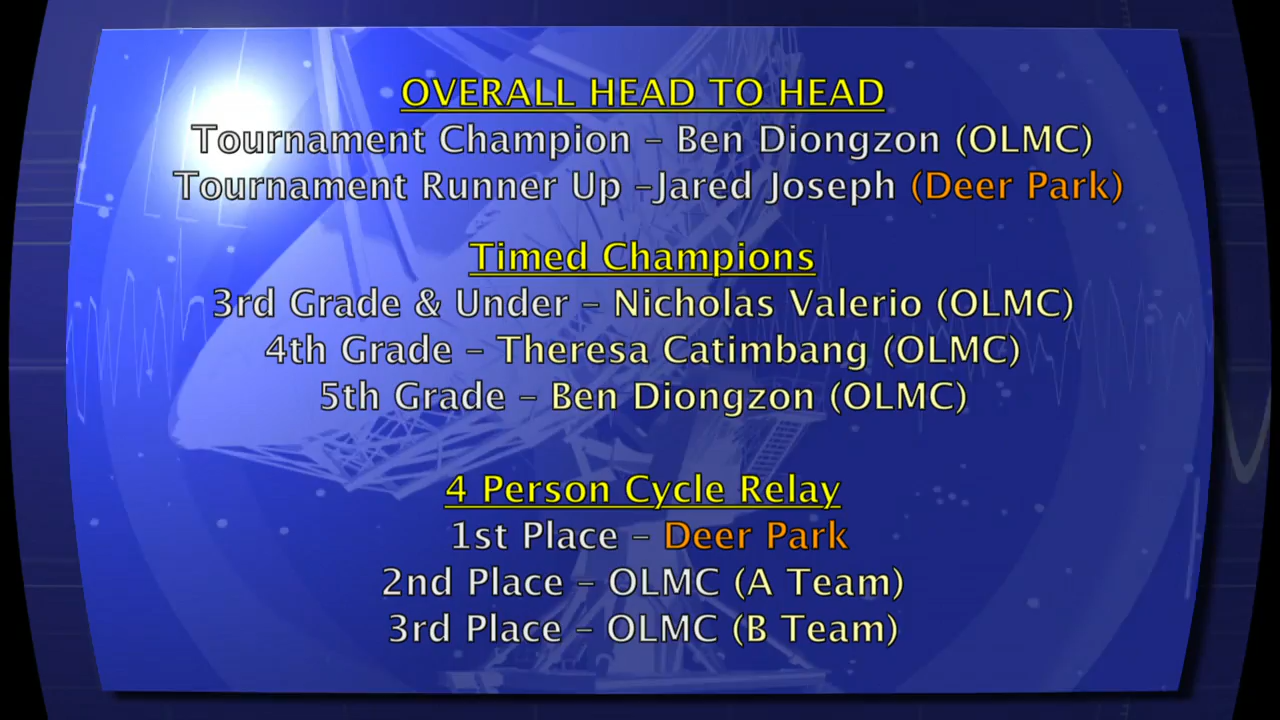 OVERALL HEAD TO HEAD
Tournament Champion – Ben Diongzon (OLMC)
Tournament Runner Up –Jared Joseph (Deer Park)
Timed Champions
3rd Grade & Under – Nicholas Valerio (OLMC)
4th Grade – Theresa Catimbang (OLMC)
5th Grade – Ben Diongzon (OLMC)
4 Person Cycle Relay
1st Place – Deer Park
2nd Place – OLMC (A Team)
3rd Place – OLMC (B Team)